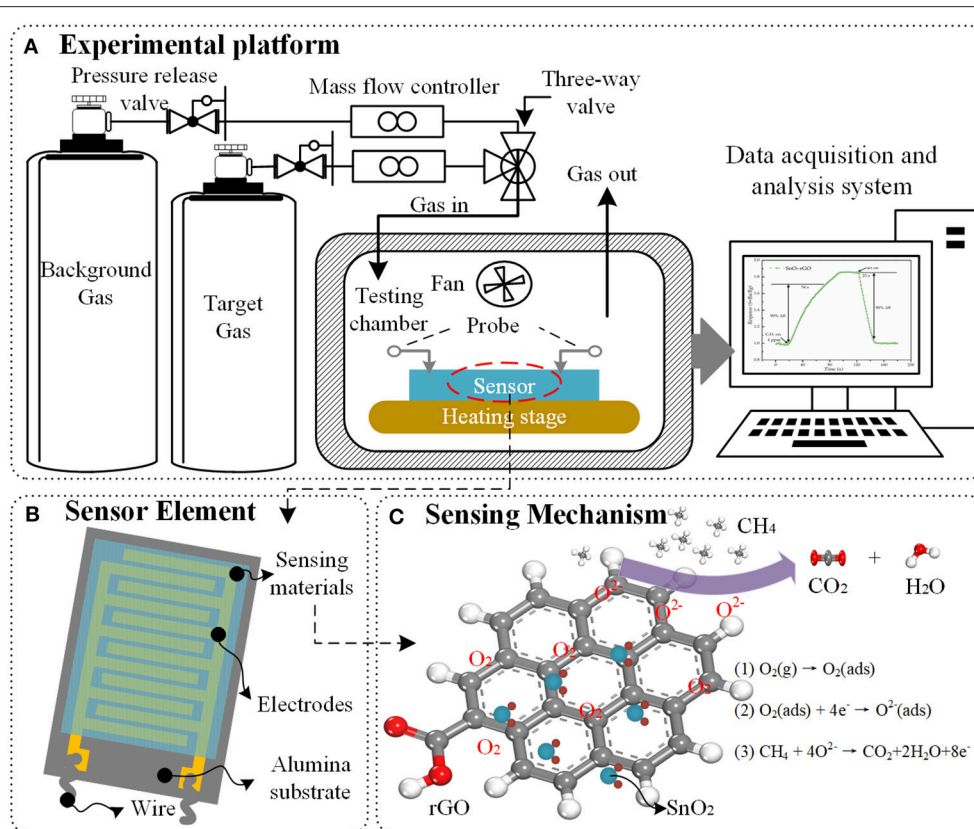 A Experimental platform
Pressure release
valve
Mass flow controller
Three-way
valve
Gas in
Gas out
Data acquisition and
analysis system
Background
Gas
Target
Gas
Testing
chamber
Fan
Probe
Sensor
Heating stage
Time (s)
B Sensor Element
Sensing
materials
Electrodes
Alumina
substrate
Wire
C Sensing Mechanism
CH4
CO2 + H2O
O²⁻
O²⁻
O²⁻
O2
O2
O2
O2
O2
(1) O₂(g) → O₂(ads)
(2) O₂(ads) + 4e⁻ → O²⁻(ads)
(3) CH₄ + 4O²⁻ → CO₂+2H₂O+8e⁻
rGO
SnO2